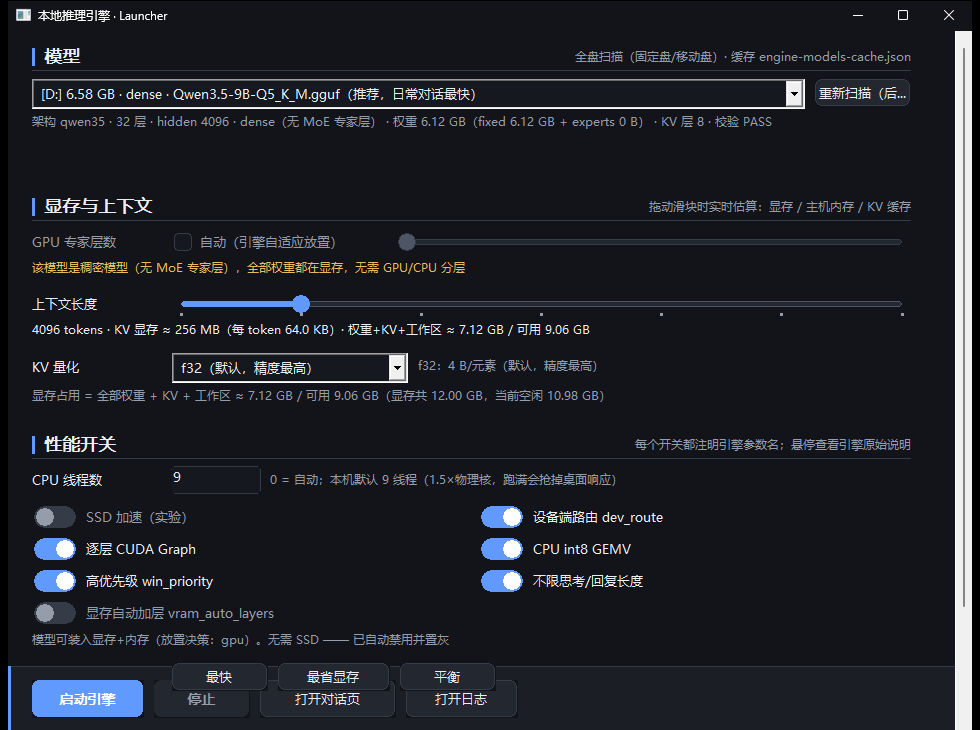 本地推理引擎 · Launcher
模型
全盘扫描（固定盘/移动盘）· 缓存 engine-models-cache.json
[D:] 6.58 GB · dense · Qwen3.5-9B-Q5_K_M.gguf（推荐，日常对话最快）
重新扫描（后...
架构 qwen35 · 32 层 · hidden 4096 · dense（无 MoE 专家层）· 权重 6.12 GB（fixed 6.12 GB + experts 0 B）· KV 层 8 · 校验 PASS
显存与上下文
拖动滑块时实时估算：显存 / 主机内存 / KV 缓存
GPU 专家层数
自动（引擎自适应放置）
该模型是稠密模型（无 MoE 专家层），全部权重都在显存，无需 GPU/CPU 分层
上下文长度
4096 tokens · KV 显存 ≈ 256 MB（每 token 64.0 KB）· 权重+KV+工作区 ≈ 7.12 GB / 可用 9.06 GB
KV 量化
f32（默认，精度最高）
f32：4 B/元素（默认，精度最高）
显存占用 = 全部权重 + KV + 工作区 ≈ 7.12 GB / 可用 9.06 GB（显存共 12.00 GB，当前空闲 10.98 GB）
性能开关
每个开关都注明引擎参数名；悬停查看引擎原始说明
CPU 线程数
9
0 = 自动；本机默认 9 线程（1.5×物理核，跑满会抢掉桌面响应）
SSD 加速（实验）
设备端路由 dev_route
逐层 CUDA Graph
CPU int8 GEMV
高优先级 win_priority
不限思考/回复长度
显存自动加层 vram_auto_layers
模型可装入显存+内存（放置决策：gpu）。无需 SSD —— 已自动禁用并置灰
最快
最省显存
平衡
启动引擎
停止
打开对话页
打开日志